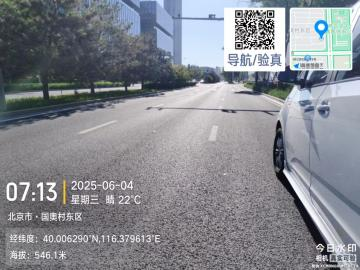 导航/验真
07:13
2025-06-04
星期三 晴 22℃
北京市·国奥村东区
经纬度: 40.006290°N,116.379613°E
海拔: 546.1米
今日水印